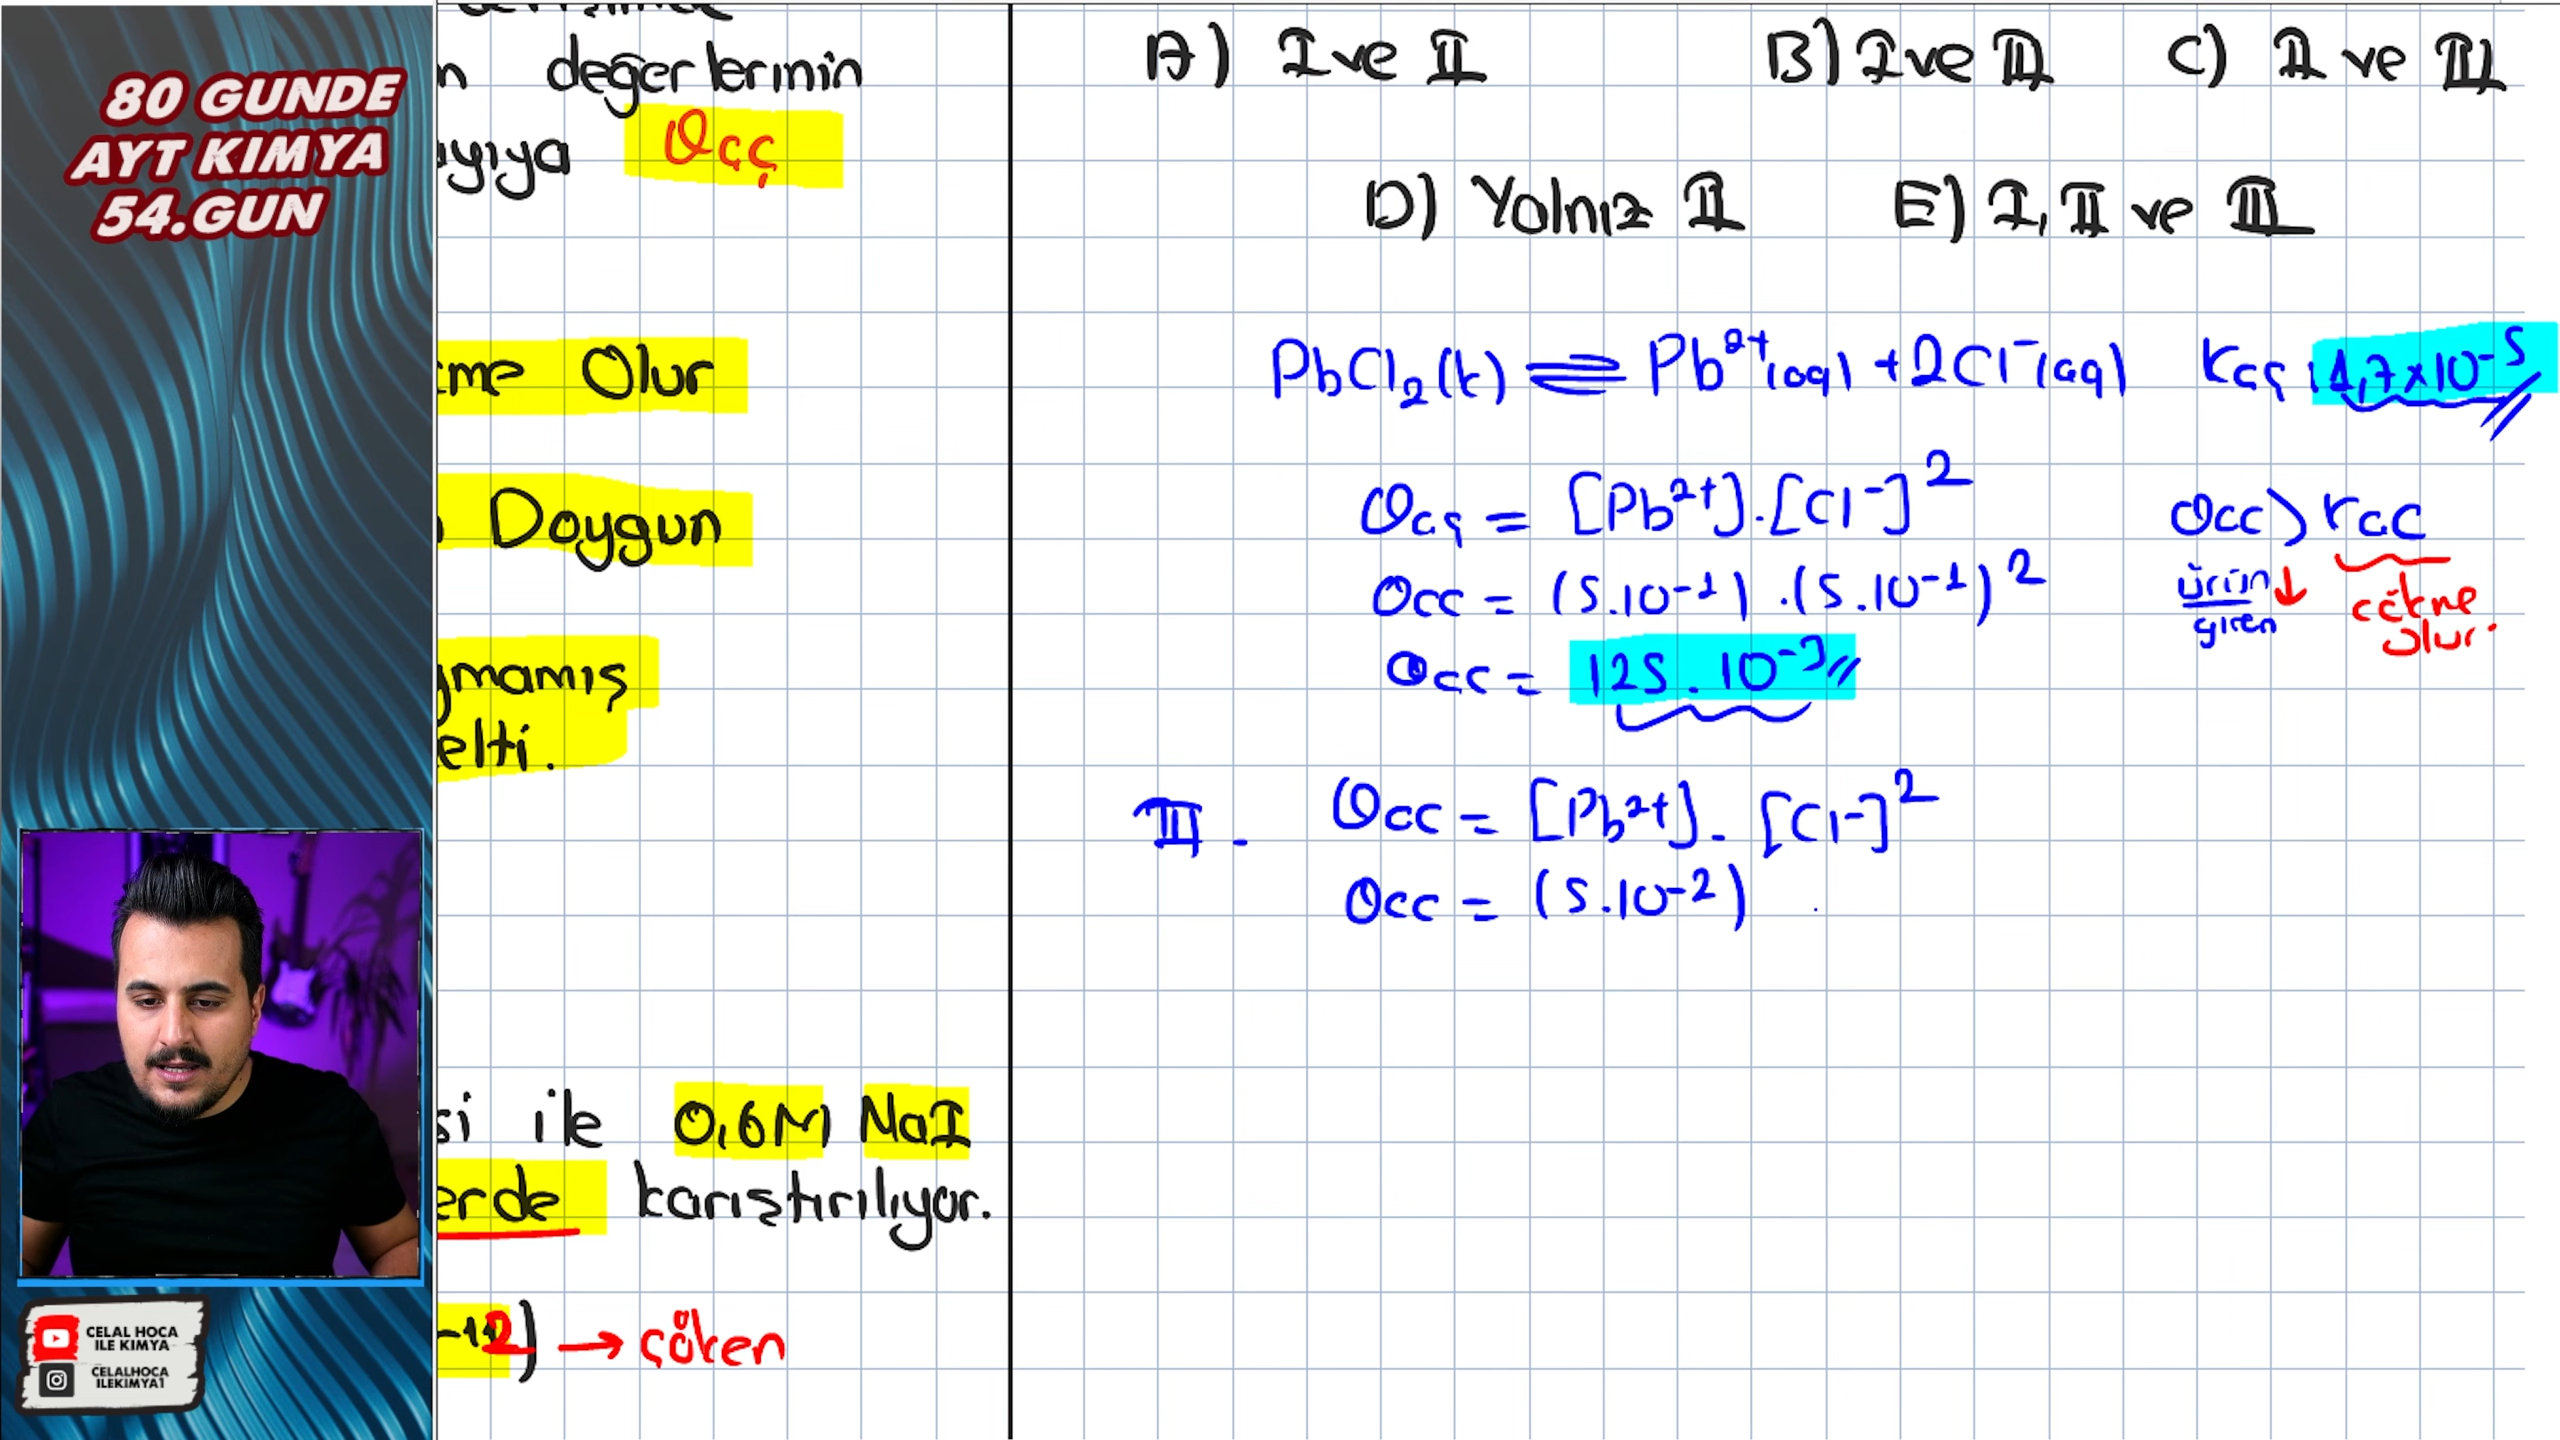 80 GUNDE
AYT KIMYA
54.GUN
değerlerinin
ayıya Qçç
me Olur
Doygun
ymamış
elti.
si ile 0,6M NaI
erde karıştırılıyor.
) → çöken
CELAL HOCA
ILE KIMYA
CELALHOCA
ILEKIMYA1
A) I ve II B) I ve III C) II ve III
D) Yalnız II E) I, II ve III
PbCl₂(k) ⇌ Pb²⁺(aq) + 2Cl⁻(aq) Kçç: 1,7x10⁻⁵
Qçç = [Pb²⁺].[Cl⁻]²
Qcc = (5.10⁻¹).(5.10⁻¹)²
Qcc = 125.10⁻³
Qcc > Kcc
ürün ↓
giren
çökme
olur.
III. Qcc = [Pb²⁺].[Cl⁻]²
Qcc = (5.10⁻²) .